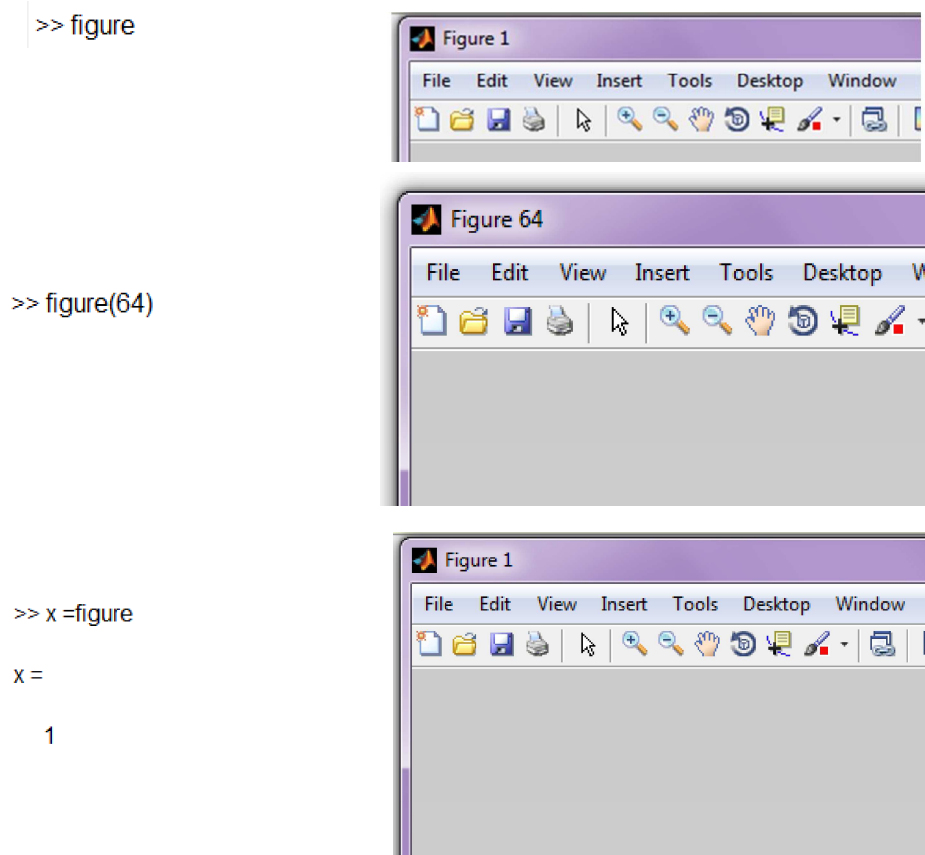 >> figure
Figure 1
File Edit View Insert Tools Desktop Window
Figure 64
File Edit View Insert Tools Desktop
>> figure(64)
Figure 1
File Edit View Insert Tools Desktop Window
>> x =figure
x =
1